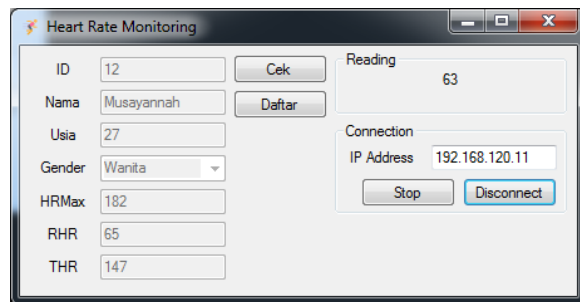 Heart Rate Monitoring
ID 12 Cek
Nama Musayannah Daftar
Usia 27
Gender Wanita
HRMax 182
RHR 65
THR 147
Reading
63
Connection
IP Address 192.168.120.11
Stop Disconnect